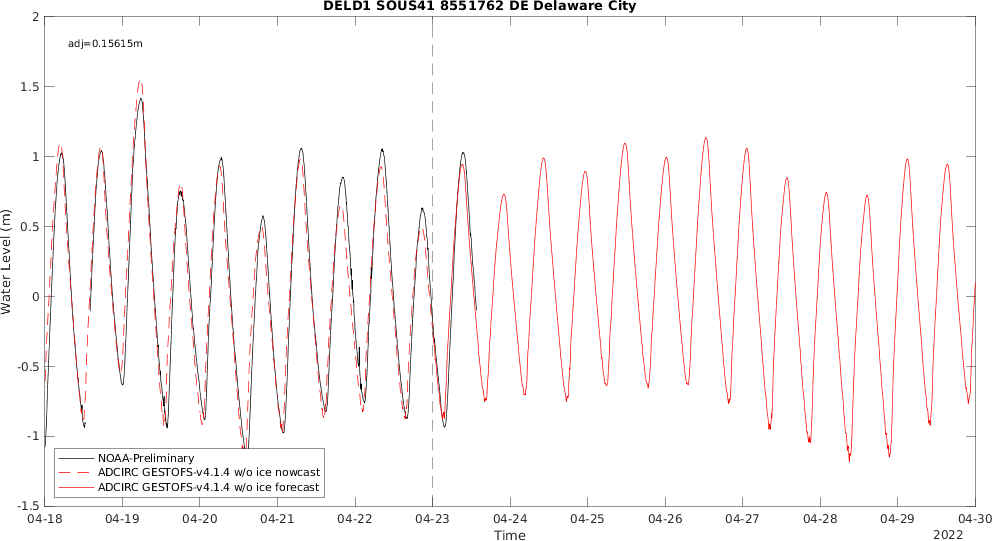 DELD1 SOUS41 8551762 DE Delaware City
adj=0.15615m
Water Level (m)
2
1.5
1
0.5
0
-0.5
-1
-1.5
NOAA-Preliminary
ADCIRC GESTOFS-v4.1.4 w/o ice nowcast
ADCIRC GESTOFS-v4.1.4 w/o ice forecast
04-18 04-19 04-20 04-21 04-22 04-23 04-24 04-25 04-26 04-27 04-28 04-29 04-30
Time
2022